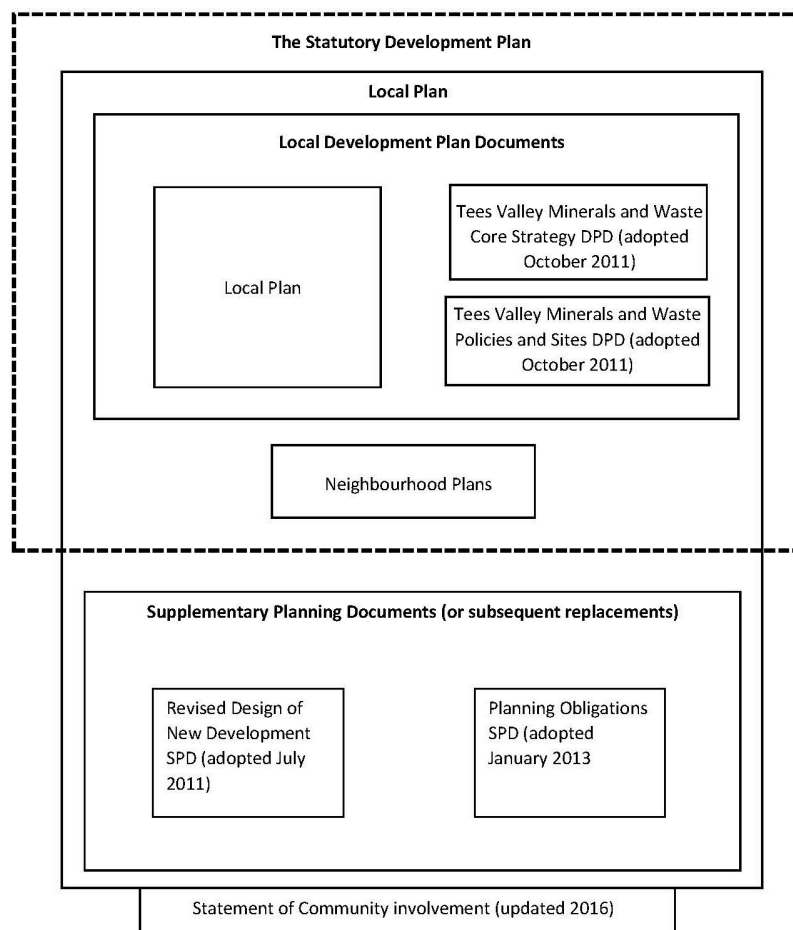 The Statutory Development Plan
Local Plan
Local Development Plan Documents
Local Plan
Tees Valley Minerals and Waste
Core Strategy DPD (adopted
October 2011)
Tees Valley Minerals and Waste
Policies and Sites DPD (adopted
October 2011)
Neighbourhood Plans
Supplementary Planning Documents (or subsequent replacements)
Revised Design of
New Development
SPD (adopted July
2011)
Planning Obligations
SPD (adopted
January 2013
Statement of Community involvement (updated 2016)